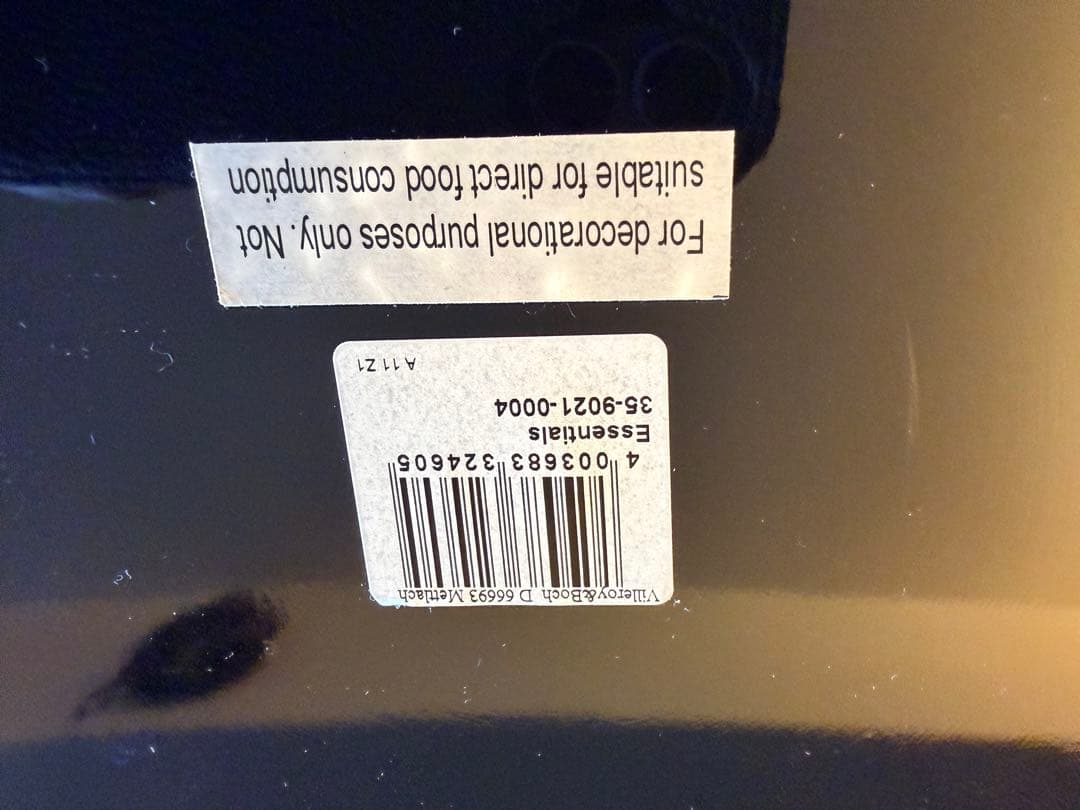 Villeroy&Boch D 66693 Mettlach
4 003683 324605
Essentials
35-9021-0004
A 11 Z1
For decorational purposes only. Not
suitable for direct food consumption